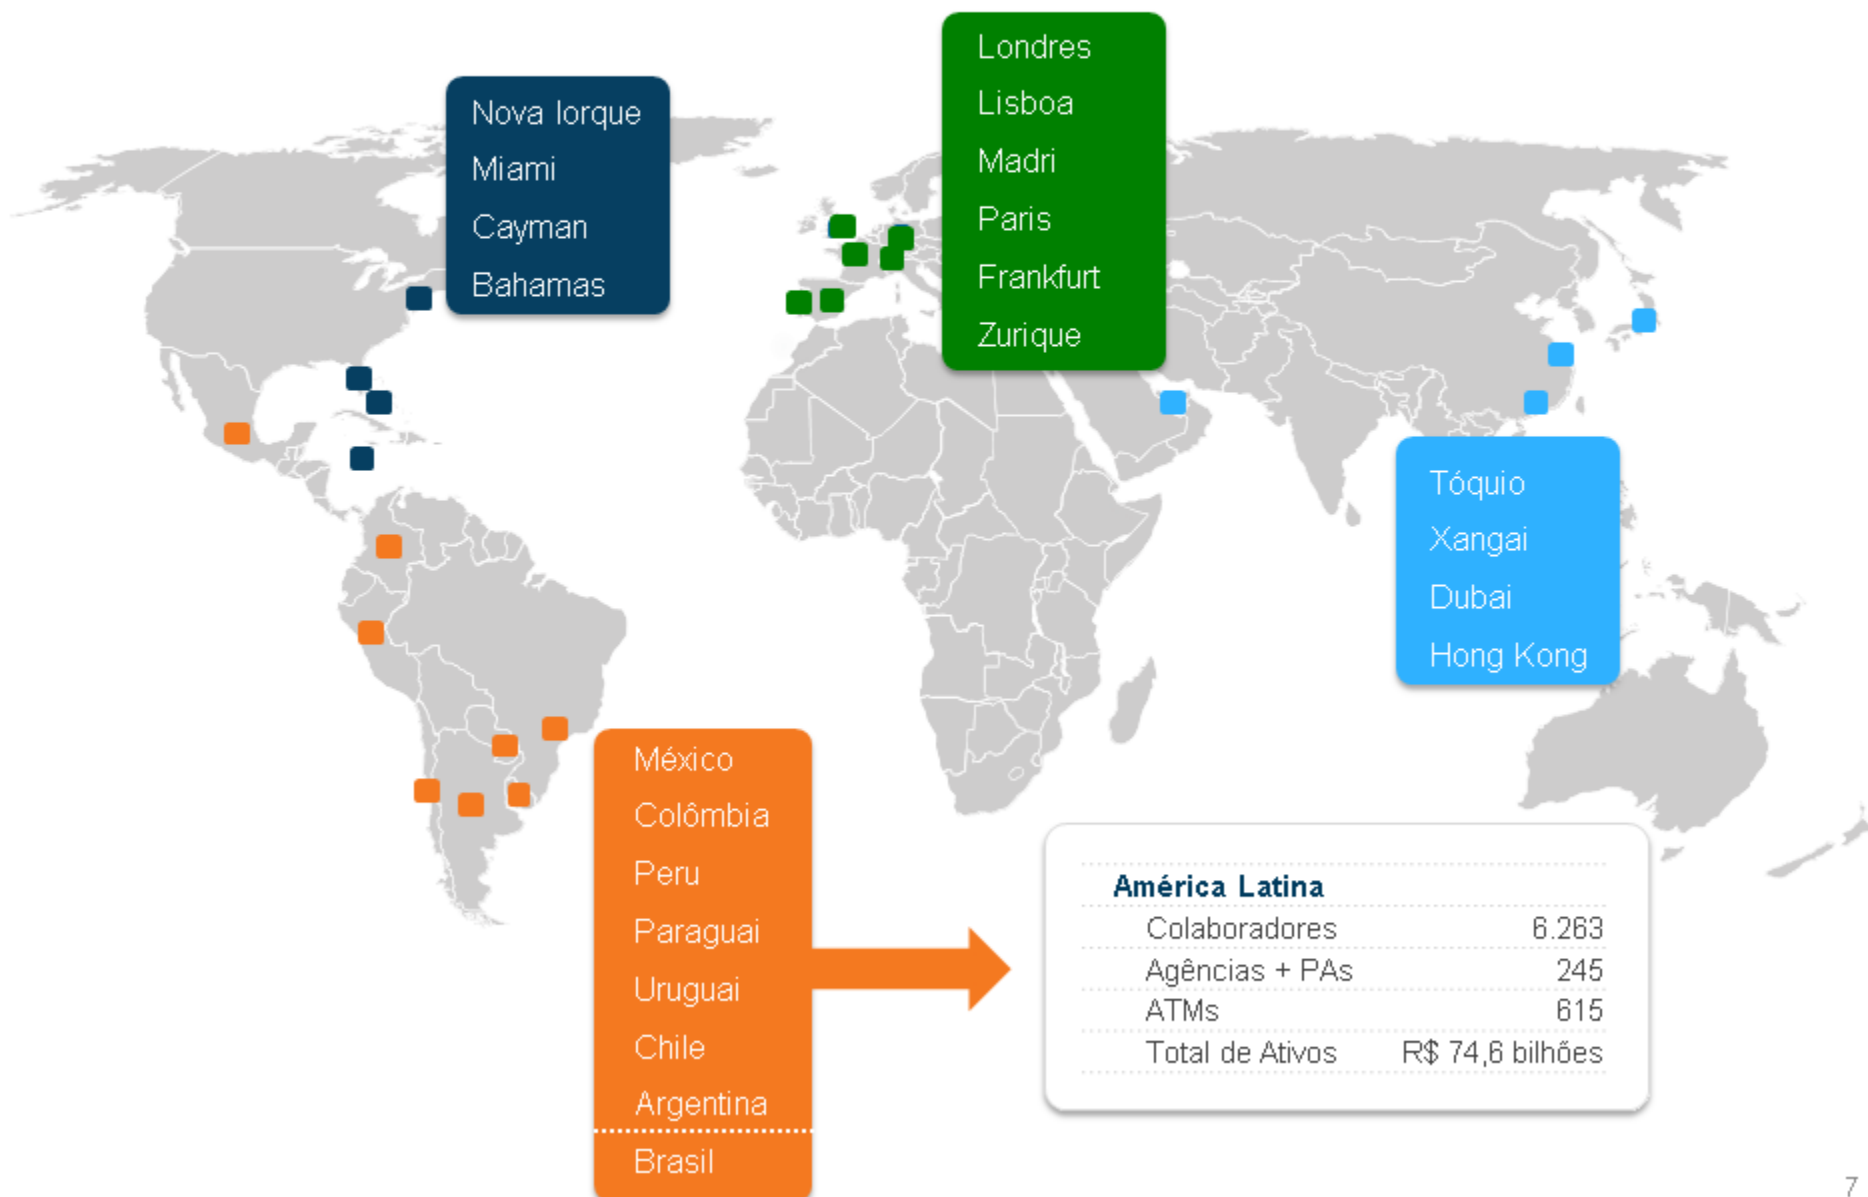 Nova Iorque
Miami
Cayman
Bahamas
Londres
Lisboa
Madri
Paris
Frankfurt
Zurique
Tóquio
Xangai
Dubai
Hong Kong
México
Colômbia
Peru
Paraguai
Uruguai
Chile
Argentina
Brasil
América Latina
Colaboradores 6.263
Agências + PAs 245
ATMs 615
Total de Ativos R$ 74,6 bilhões
7